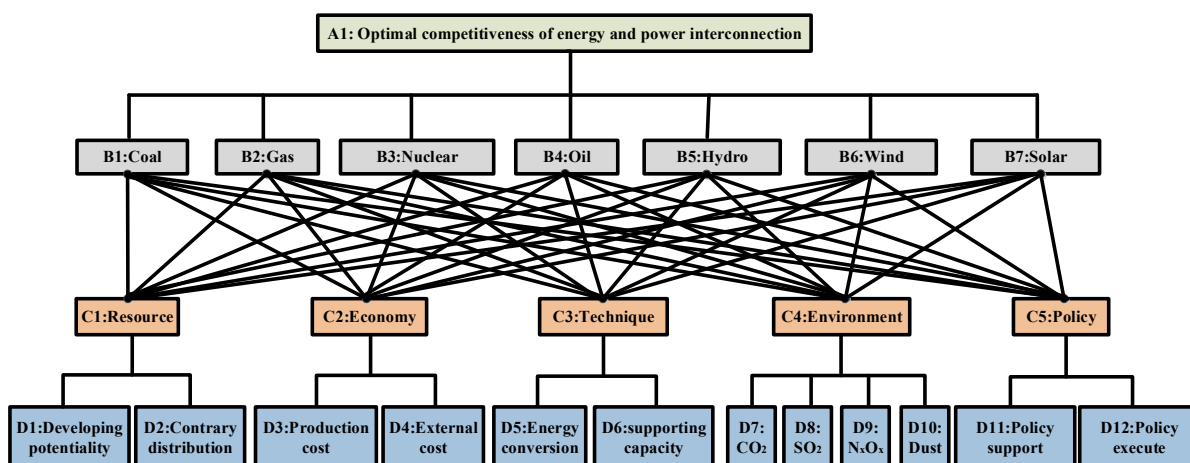 A1: Optimal competitiveness of energy and power interconnection
B1:Coal
B2:Gas
B3:Nuclear
B4:Oil
B5:Hydro
B6:Wind
B7:Solar
C1:Resource
C2:Economy
C3:Technique
C4:Environment
C5:Policy
D1:Developing
potentiality
D2:Contrary
distribution
D3:Production
cost
D4:External
cost
D5:Energy
conversion
D6:supporting
capacity
D7:
CO₂
D8:
SO₂
D9:
NₓOₓ
D10:
Dust
D11:Policy
support
D12:Policy
execute